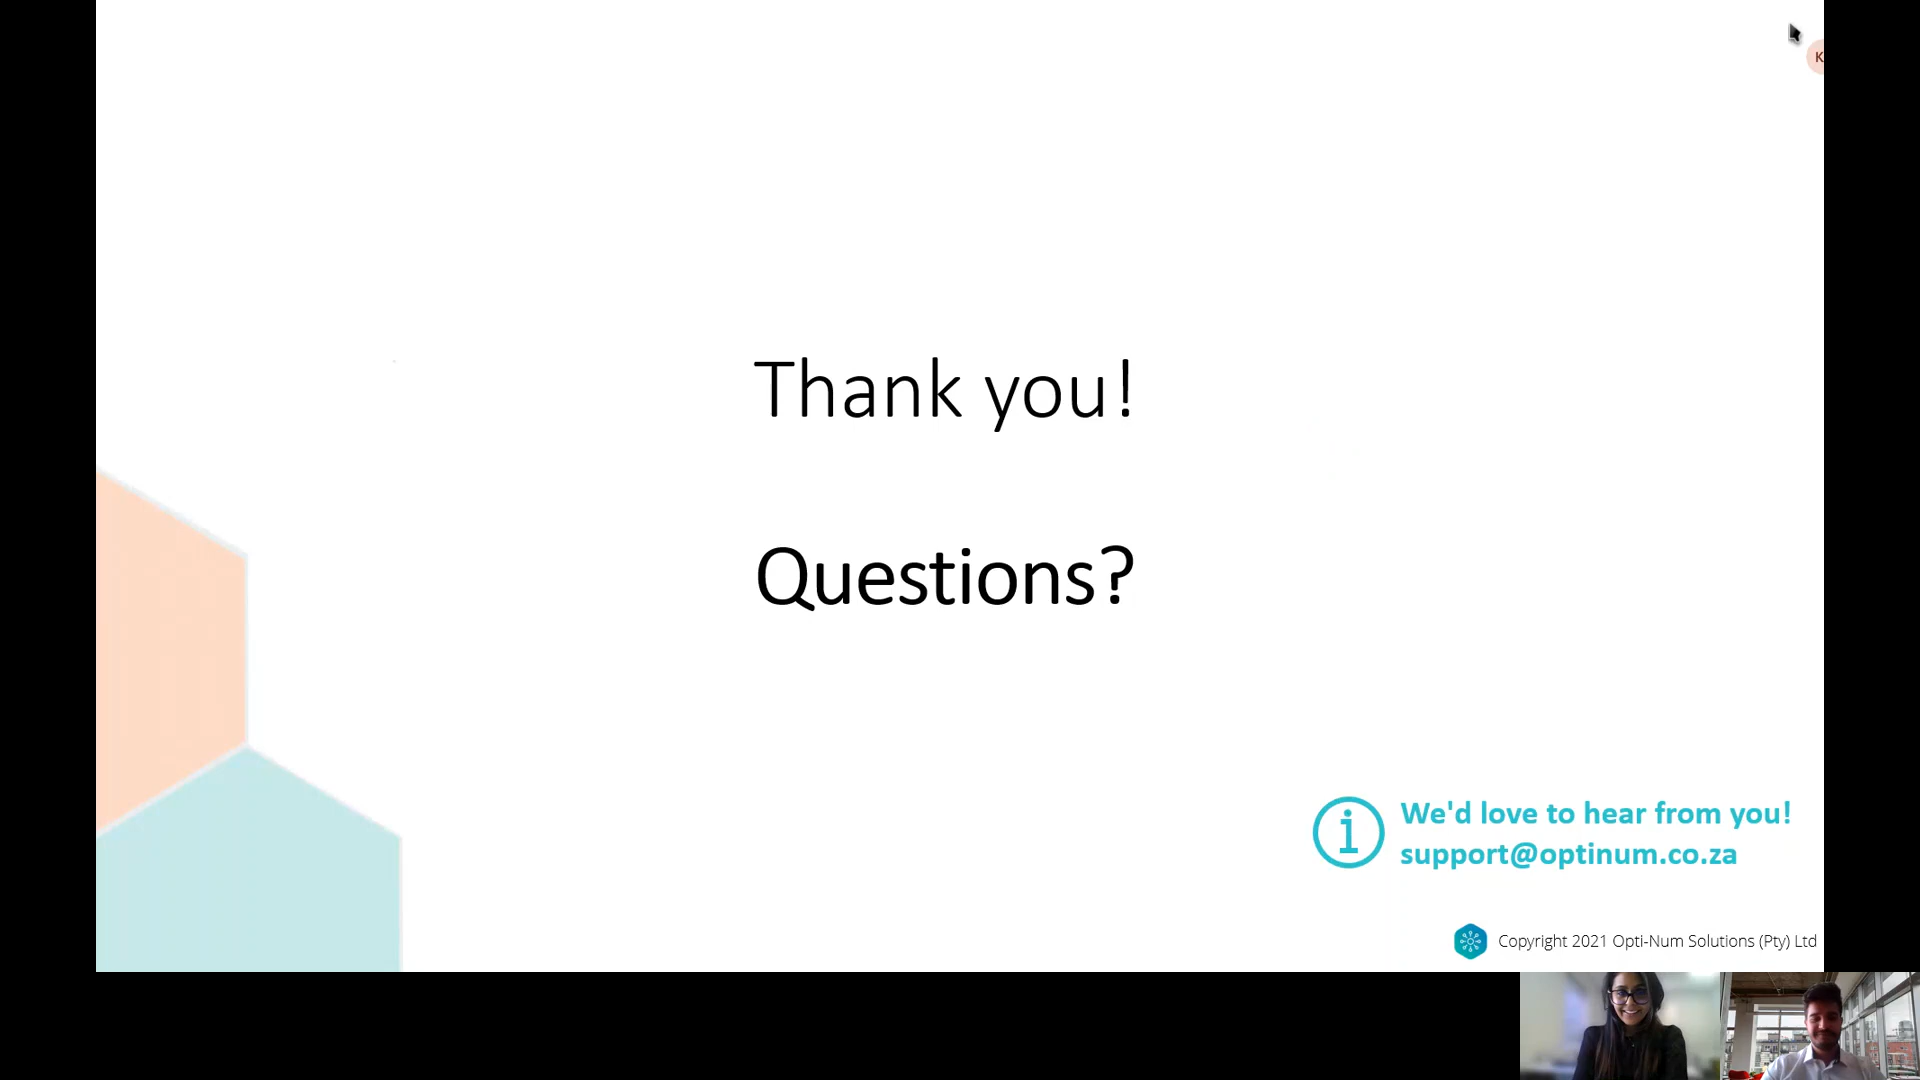 K
Thank you!
Questions?
We'd love to hear from you!
support@optinum.co.za
Copyright 2021 Opti-Num Solutions (Pty) Ltd